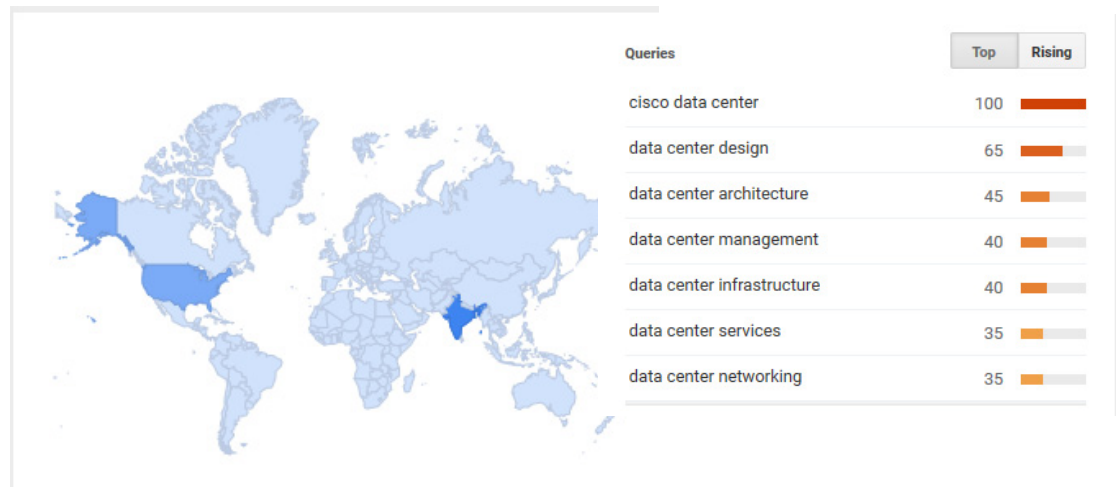 Queries Top Rising
cisco data center 100
data center design 65
data center architecture 45
data center management 40
data center infrastructure 40
data center services 35
data center networking 35